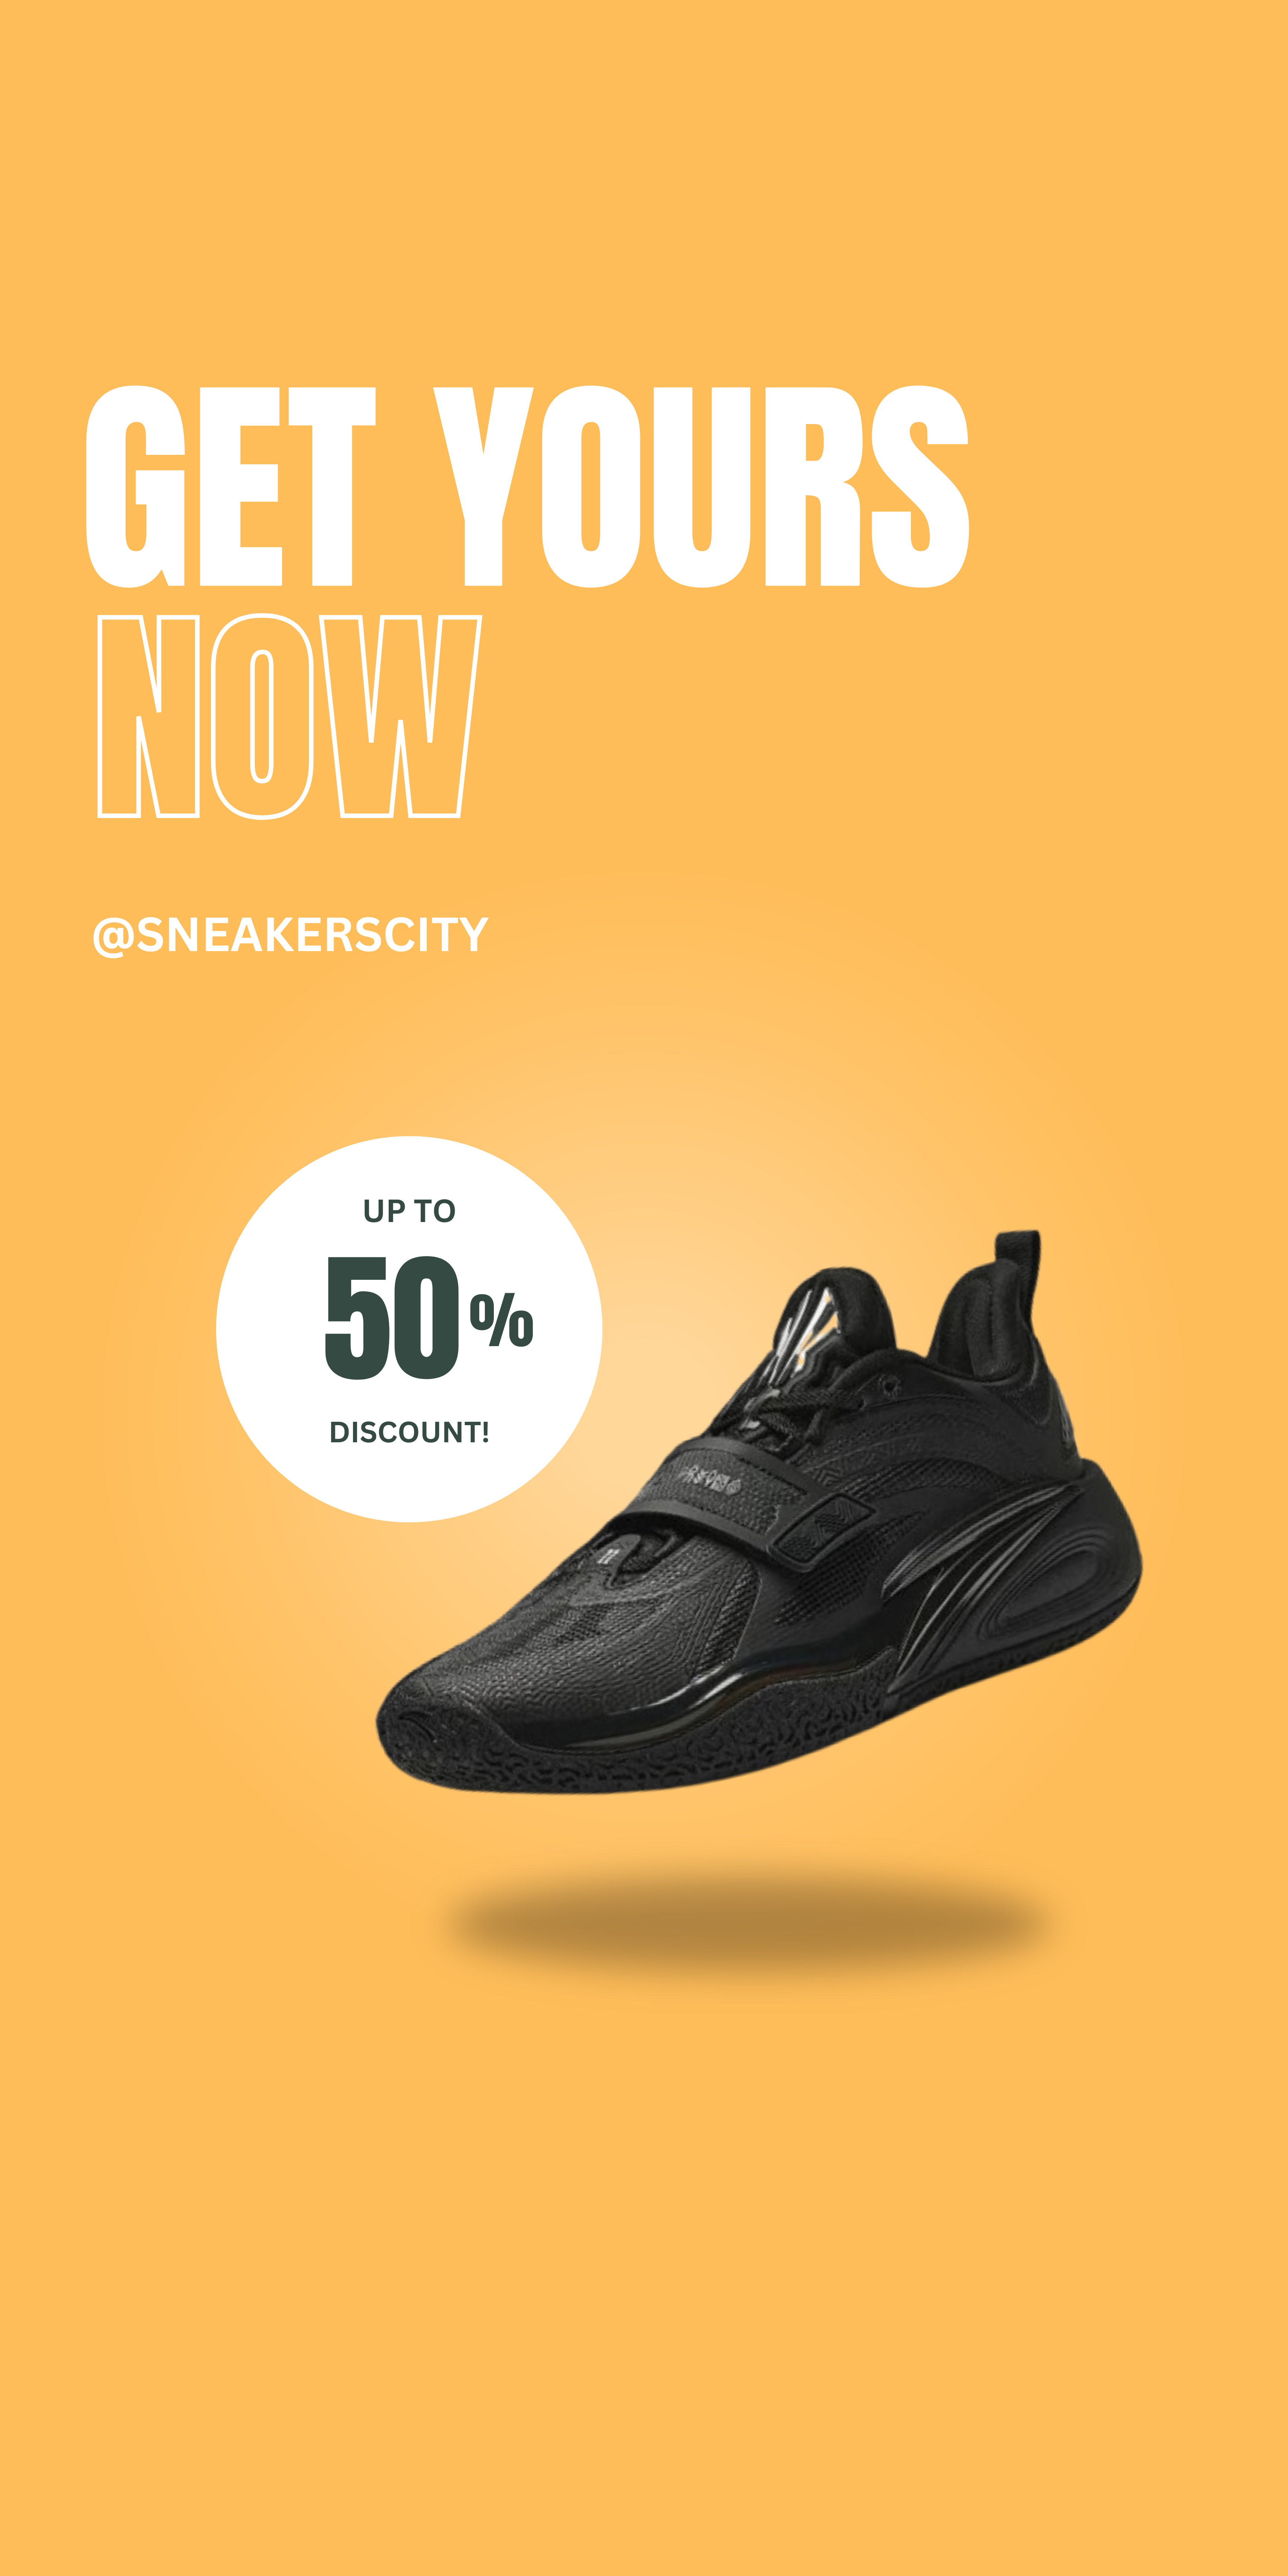 GET YOURS
NOW
@SNEAKERSCITY
UP TO
50%
DISCOUNT!